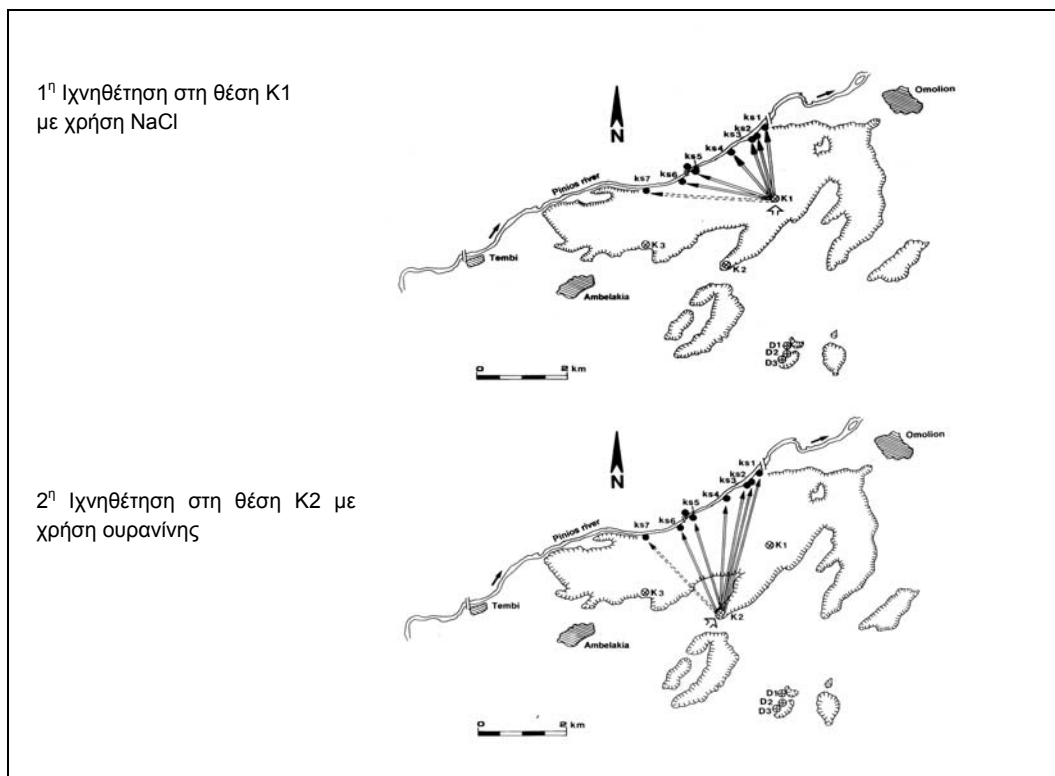 1η Ιχνηθέτηση στη θέση Κ1
με χρήση NaCl
Omolion
N
ks1
ks2
ks3
ks4
ks5
ks6
ks7
Pinios river
K1
K3
K2
Tembi
Ambelakia
D1
D2
D3
0 2 km
2η Ιχνηθέτηση στη θέση Κ2 με
χρήση ουρανίνης
Omolion
N
ks1
ks2
ks3
ks4
ks5
ks6
ks7
Pinios river
K1
K3
K2
Tembi
Ambelakia
D1
D2
D3
0 2 km